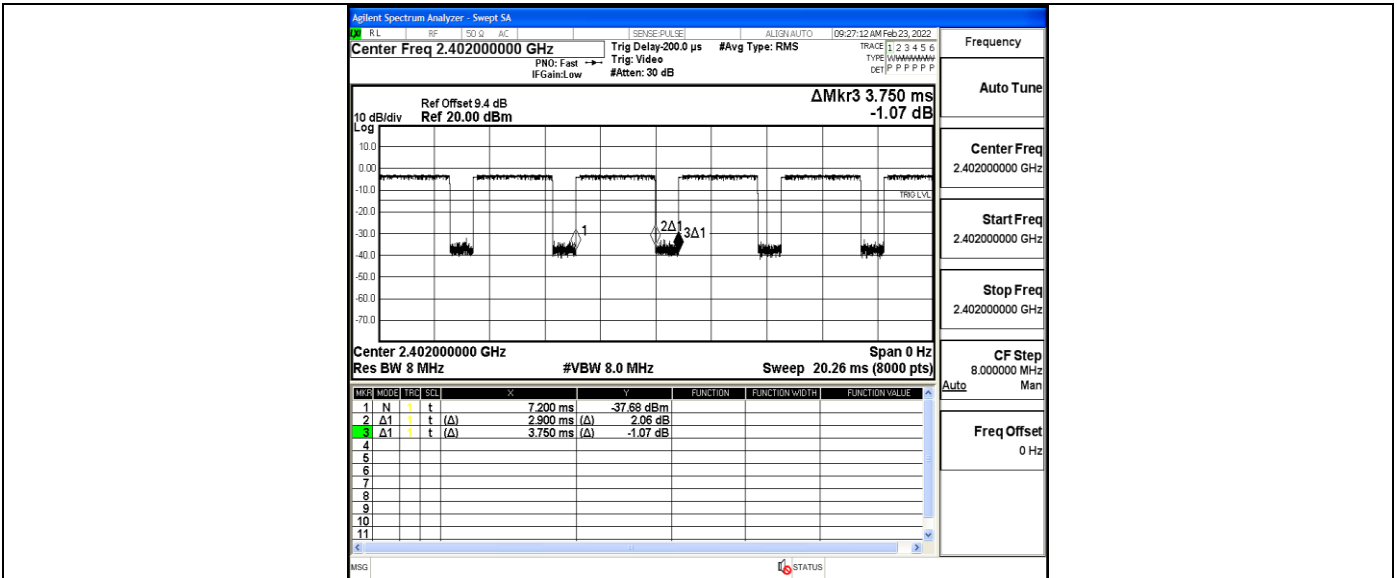 Agilent Spectrum Analyzer - Swept SA
LXI RL RF 50 Ω AC SENSE:PULSE ALIGN AUTO 09:27:12 AM Feb 23, 2022
Center Freq 2.402000000 GHz Trig Delay-200.0 µs #Avg Type: RMS TRACE 1 2 3 4 5 6
PNO: Fast Trig: Video TYPE WWWWWW
IFGain:Low #Atten: 30 dB DET P P P P P P
ΔMkr3 3.750 ms
-1.07 dB
Ref Offset 9.4 dB
10 dB/div Ref 20.00 dBm
Log
10.0
0.00
-10.0
TRIG LVL
-20.0
-30.0
1
2Δ1
3Δ1
-40.0
-50.0
-60.0
-70.0
Center 2.402000000 GHz Span 0 Hz
Res BW 8 MHz #VBW 8.0 MHz Sweep 20.26 ms (8000 pts)
MKR MODE TRC SCL X Y FUNCTION FUNCTION WIDTH FUNCTION VALUE
1 N 1 t 7.200 ms -37.68 dBm
2 Δ1 1 t (Δ) 2.900 ms (Δ) 2.06 dB
3 Δ1 1 t (Δ) 3.750 ms (Δ) -1.07 dB
4
5
6
7
8
9
10
11
MSG STATUS
Frequency
Auto Tune
Center Freq
2.402000000 GHz
Start Freq
2.402000000 GHz
Stop Freq
2.402000000 GHz
CF Step
8.000000 MHz
Auto Man
Freq Offset
0 Hz